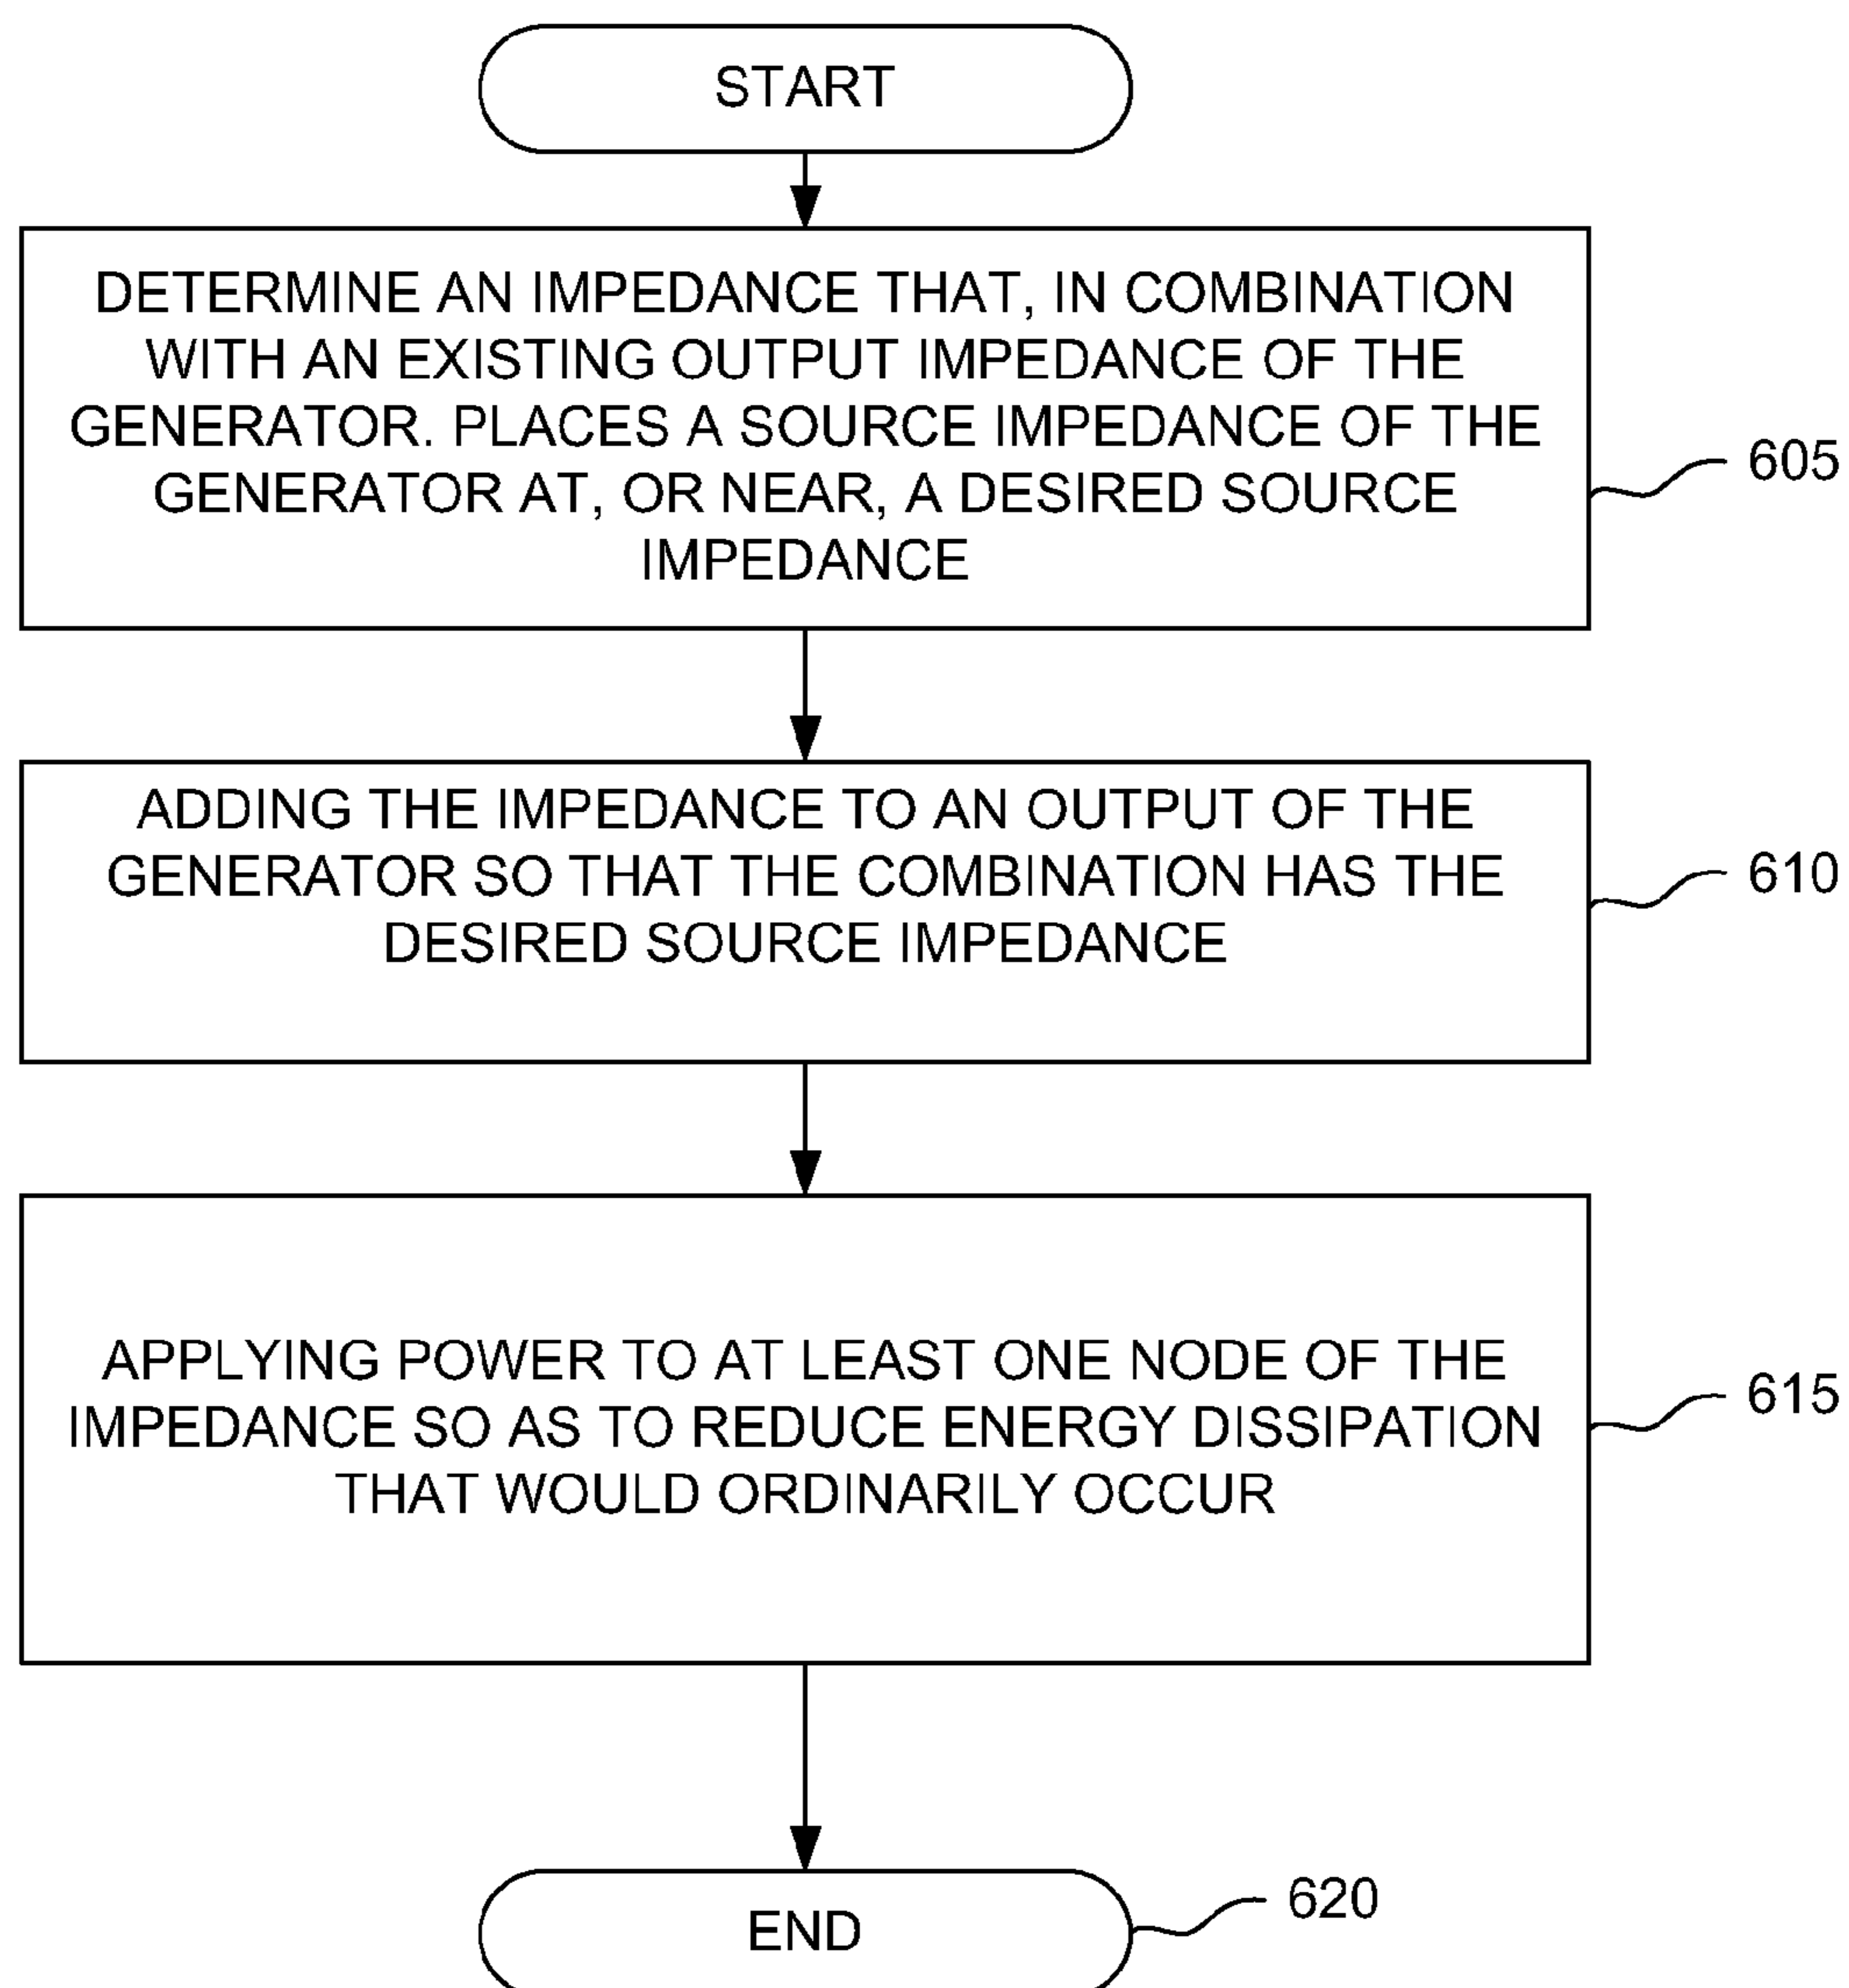 START
DETERMINE AN IMPEDANCE THAT, IN COMBINATION
WITH AN EXISTING OUTPUT IMPEDANCE OF THE
GENERATOR. PLACES A SOURCE IMPEDANCE OF THE
GENERATOR AT, OR NEAR, A DESIRED SOURCE
IMPEDANCE
605
ADDING THE IMPEDANCE TO AN OUTPUT OF THE
GENERATOR SO THAT THE COMBINATION HAS THE
DESIRED SOURCE IMPEDANCE
610
APPLYING POWER TO AT LEAST ONE NODE OF THE
IMPEDANCE SO AS TO REDUCE ENERGY DISSIPATION
THAT WOULD ORDINARILY OCCUR
615
END
620